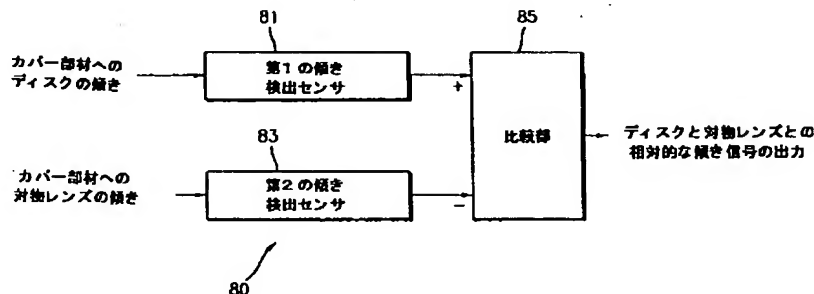 81
85
カバー部材への
ディスクの傾き
第1の傾き
検出センサ
+
比較部
ディスクと対物レンズとの
相対的な傾き信号の出力
83
カバー部材への
対物レンズの傾き
第2の傾き
検出センサ
−
80